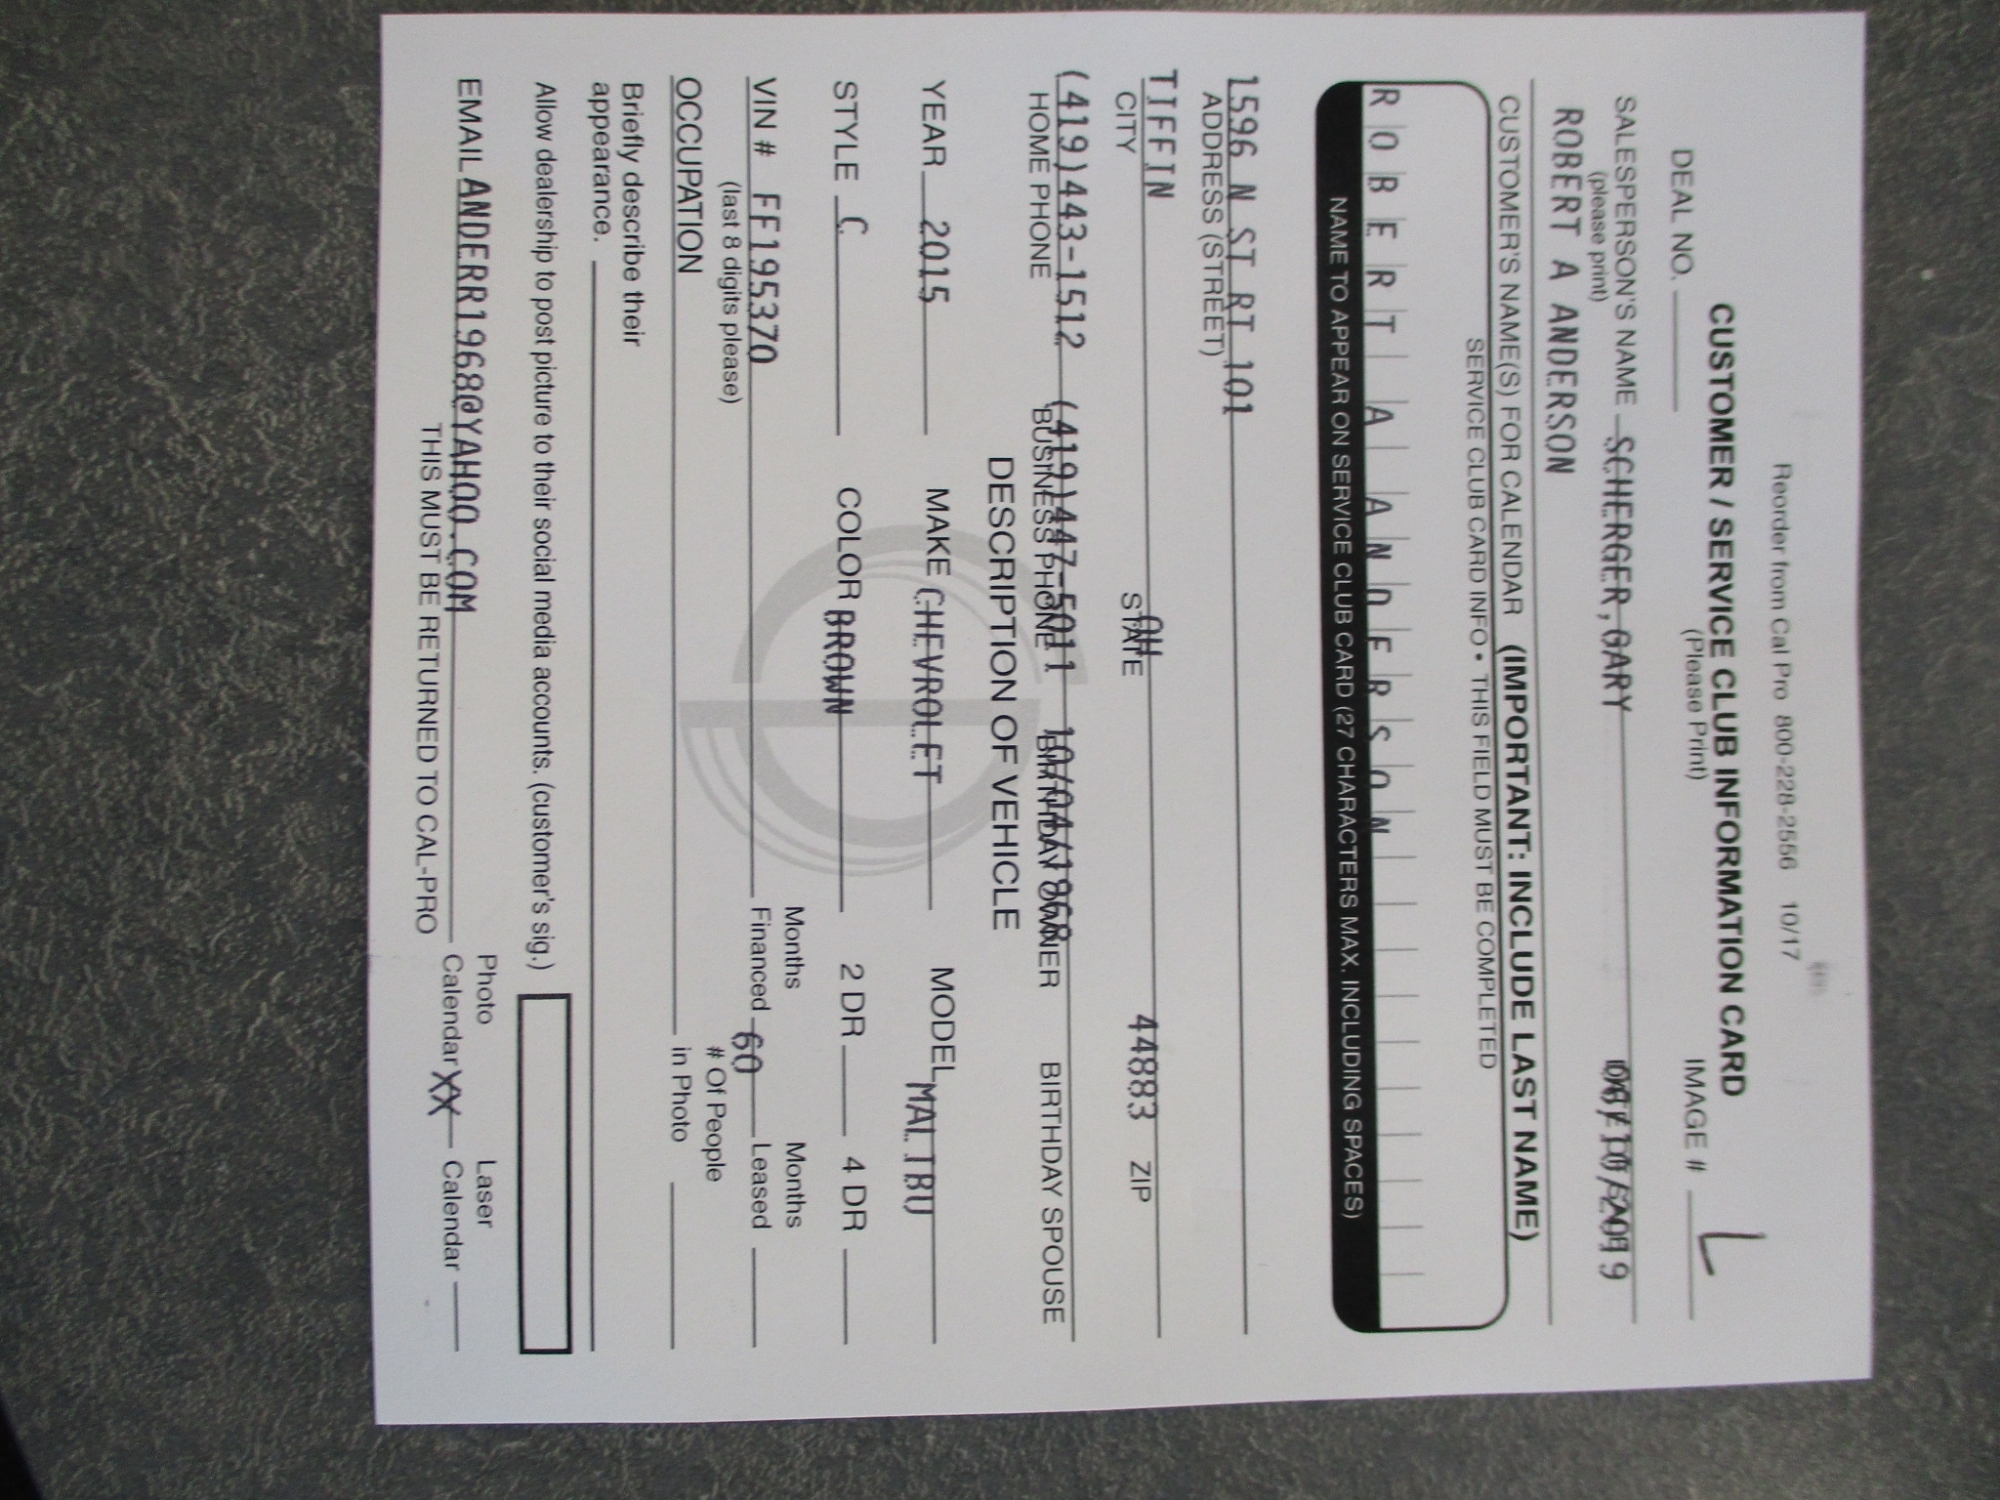 Reorder from Cal Pro 800-228-2556 10/17
CUSTOMER / SERVICE CLUB INFORMATION CARD
(Please Print)
DEAL NO. IMAGE # L
SALESPERSON'S NAME SCHERGER,GARY
(please print)
ROBERT A ANDERSON
CUSTOMER'S NAME(S) FOR CALENDAR (IMPORTANT: INCLUDE LAST NAME)
SERVICE CLUB CARD INFO • THIS FIELD MUST BE COMPLETED
ROBERT A ANDERSON
NAME TO APPEAR ON SERVICE CLUB CARD (27 CHARACTERS MAX. INCLUDING SPACES)
1596 N ST RT 101
ADDRESS (STREET)
TIFFIN OH 44883 ZIP
CITY STATE
(419)443-1512 (419)447-5011 10/04/1968
HOME PHONE BUSINESS PHONE BIRTHDAY OWNER BIRTHDAY SPOUSE
DESCRIPTION OF VEHICLE
YEAR 2015 MAKE CHEVROLET MODEL MALIBU
STYLE C COLOR BROWN 2 DR 4 DR
Months Months
VIN # FF195370 Financed 60 Leased
(last 8 digits please) # Of People
OCCUPATION in Photo
Briefly describe their
appearance.
Allow dealership to post picture to their social media accounts. (customer's sig.)
Photo Laser
EMAIL ANDERR1968@YAHOO.COM Calendar XX Calendar
THIS MUST BE RETURNED TO CAL-PRO